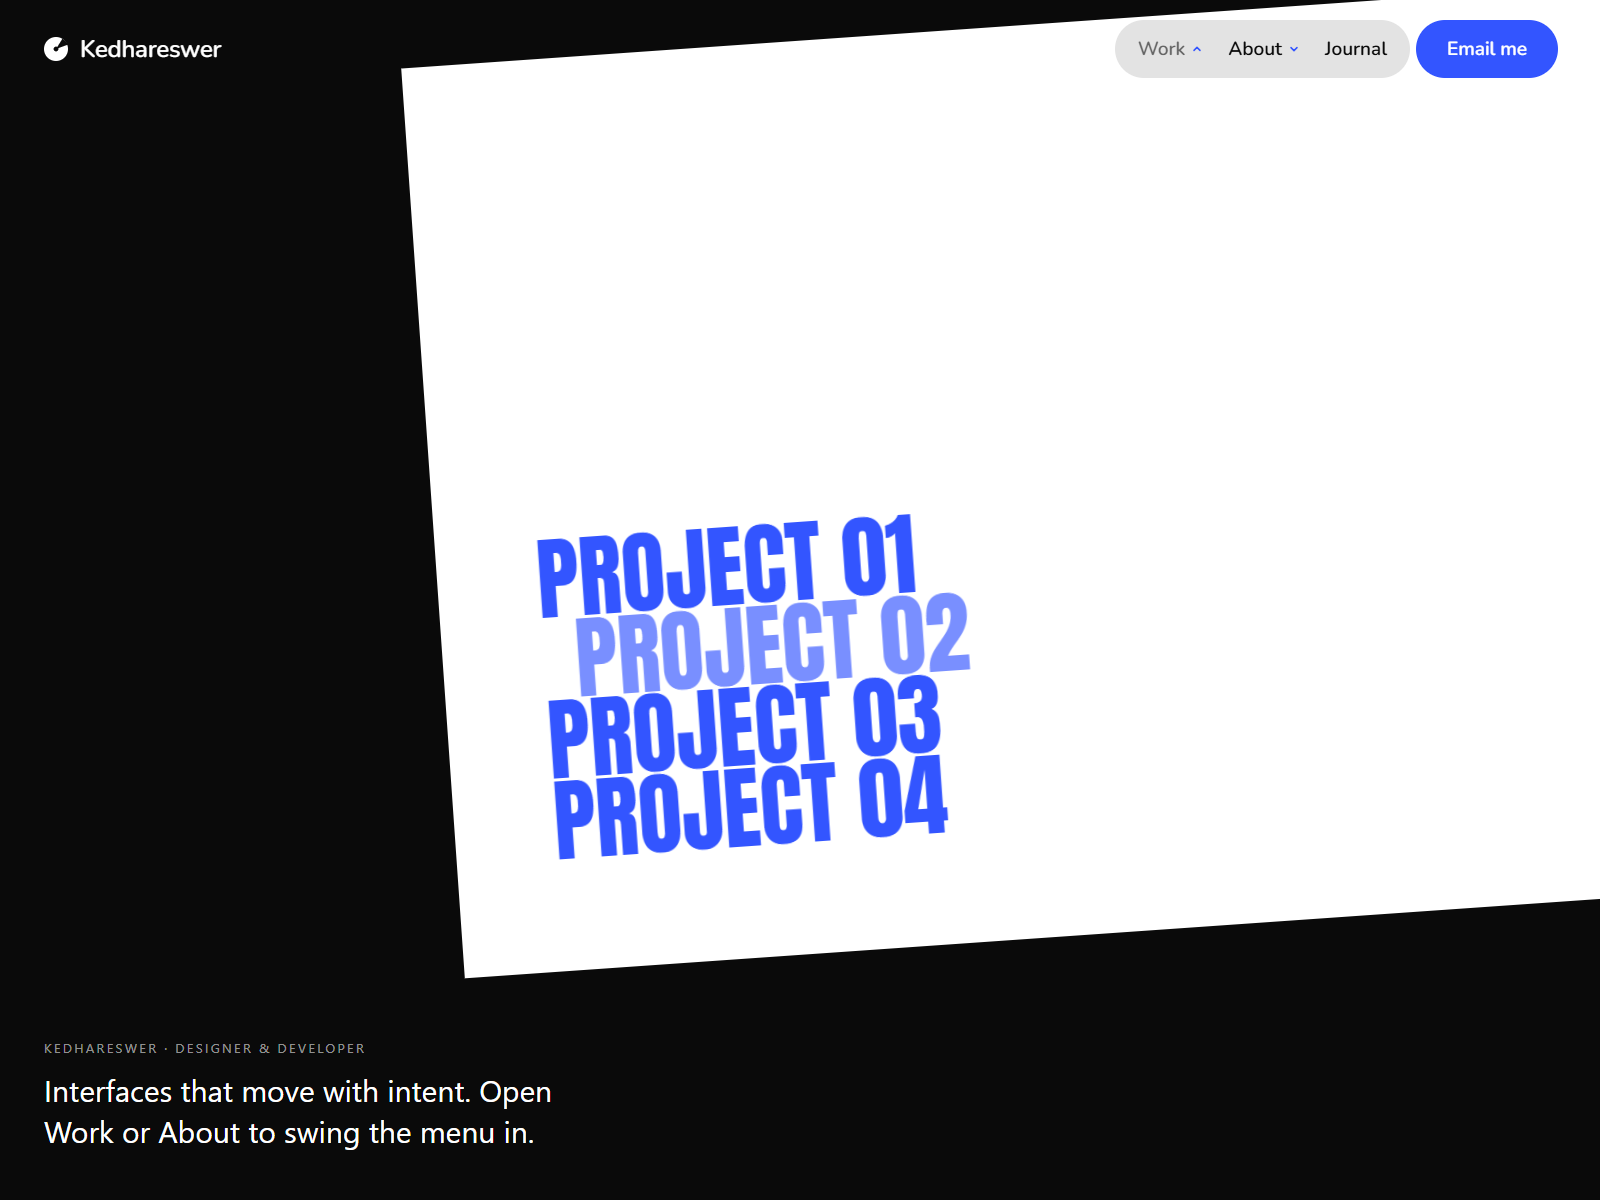 Kedhareswer
Work About Journal Email me
PROJECT 01
PROJECT 02
PROJECT 03
PROJECT 04
KEDHARESWER · DESIGNER & DEVELOPER
Interfaces that move with intent. Open
Work or About to swing the menu in.